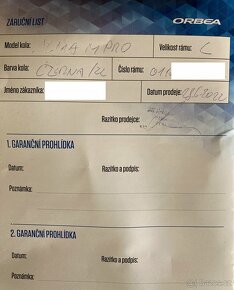 ZÁRUČNÍ LIST ORBEA
Model kola: M PRO Velikost rámu: L
Barva kola: Číslo rámu:
Jméno zákazníka: Datum prodeje:
Razítko prodejce:
1. GARANČNÍ PROHLÍDKA
Datum: Razítko a podpis:
Poznámka:
2. GARANČNÍ PROHLÍDKA
Datum: Razítko a podpis:
Poznámka: